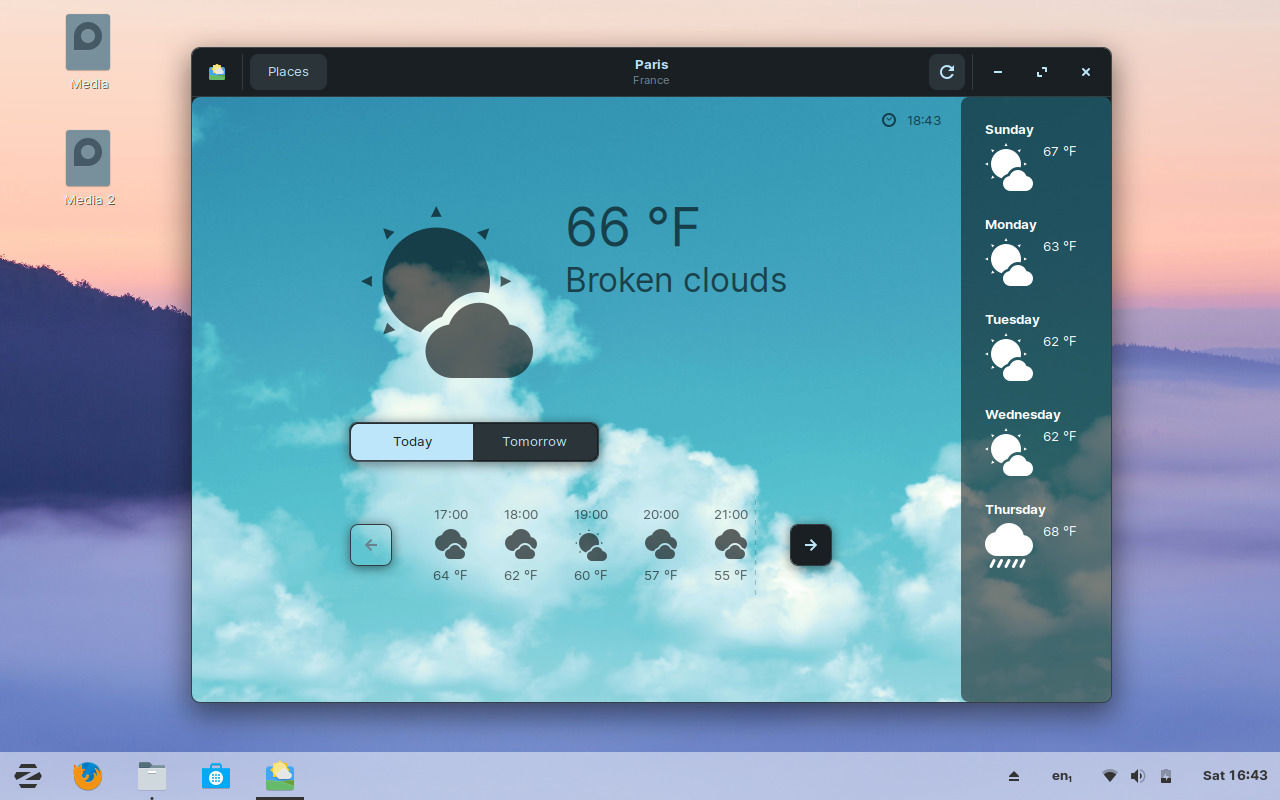 Media
Media 2
Places
Paris
France
18:43
66 °F
Broken clouds
Today
Tomorrow
17:00 18:00 19:00 20:00 21:00
64 °F 62 °F 60 °F 57 °F 55 °F
Sunday
67 °F
Monday
63 °F
Tuesday
62 °F
Wednesday
62 °F
Thursday
68 °F
en₁
Sat 16:43